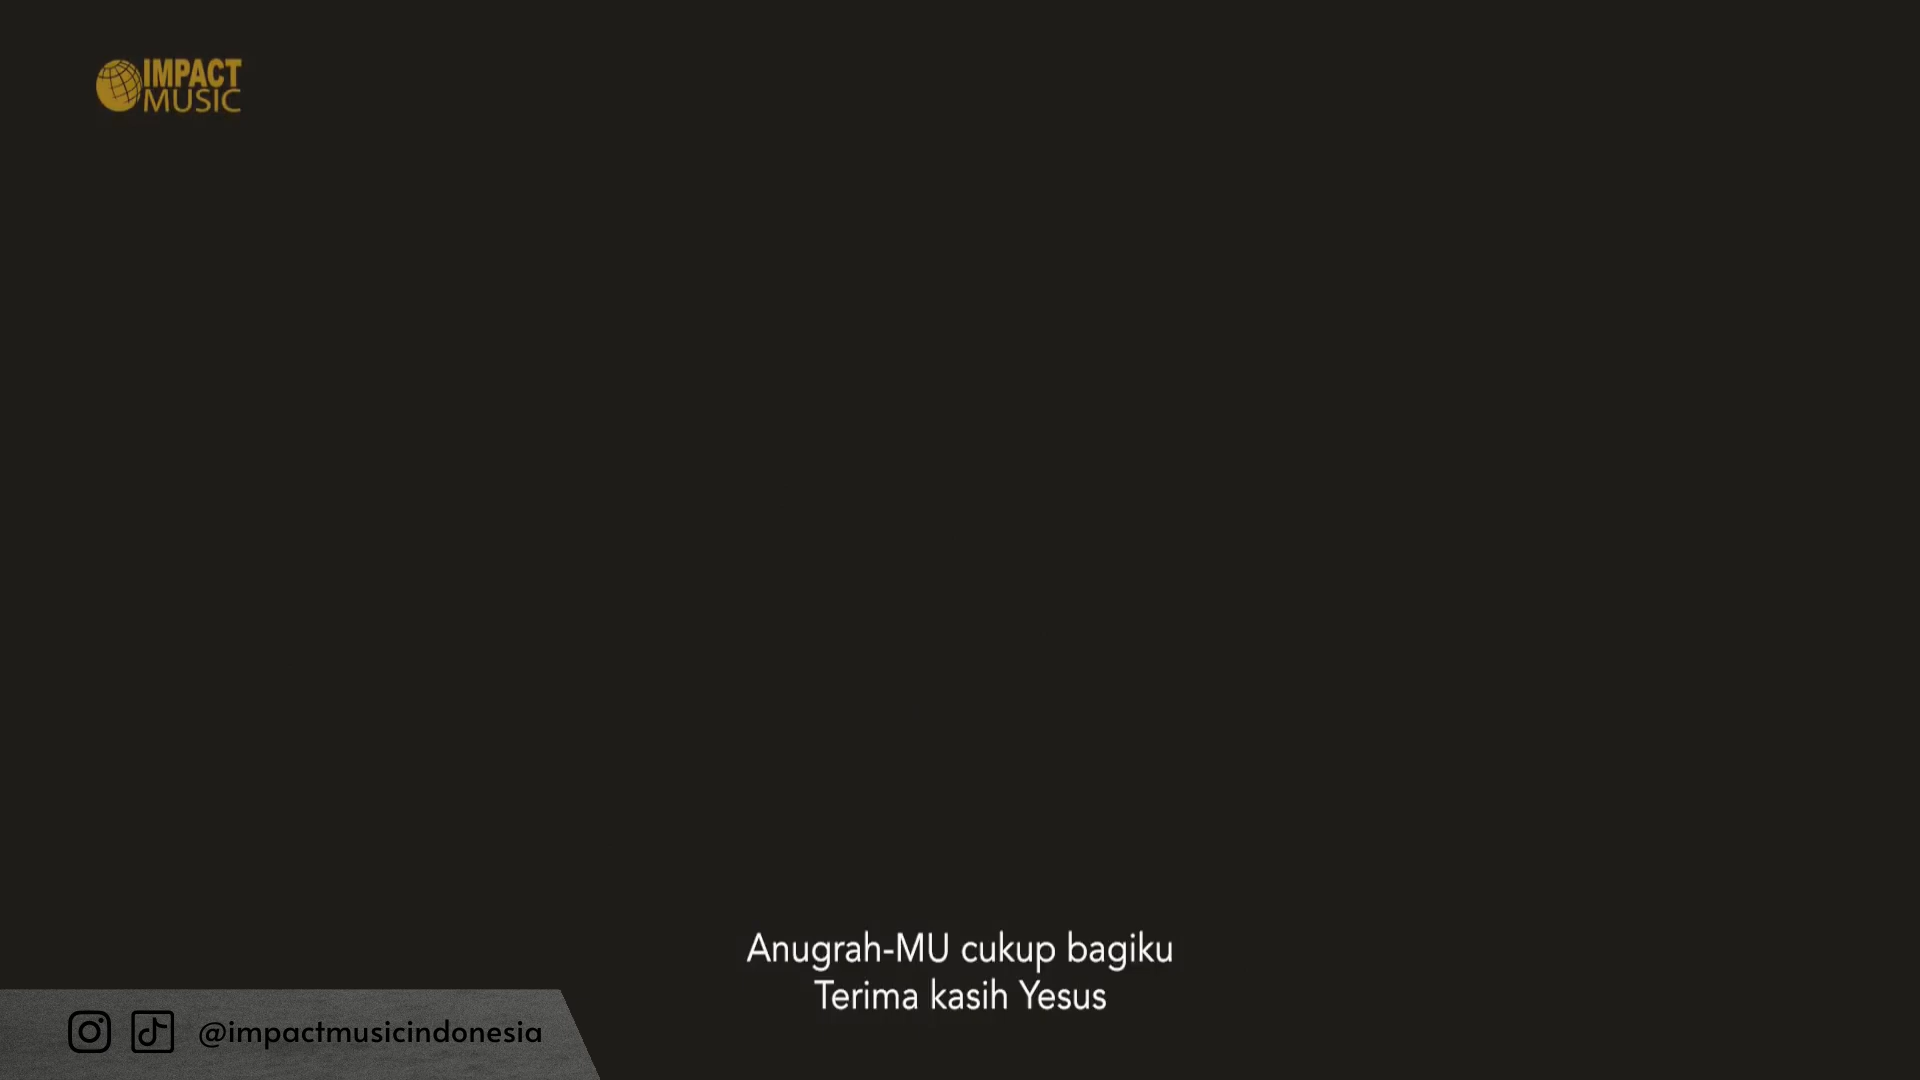 IMPACT
MUSIC
Anugrah-MU cukup bagiku
Terima kasih Yesus
@impactmusicindonesia